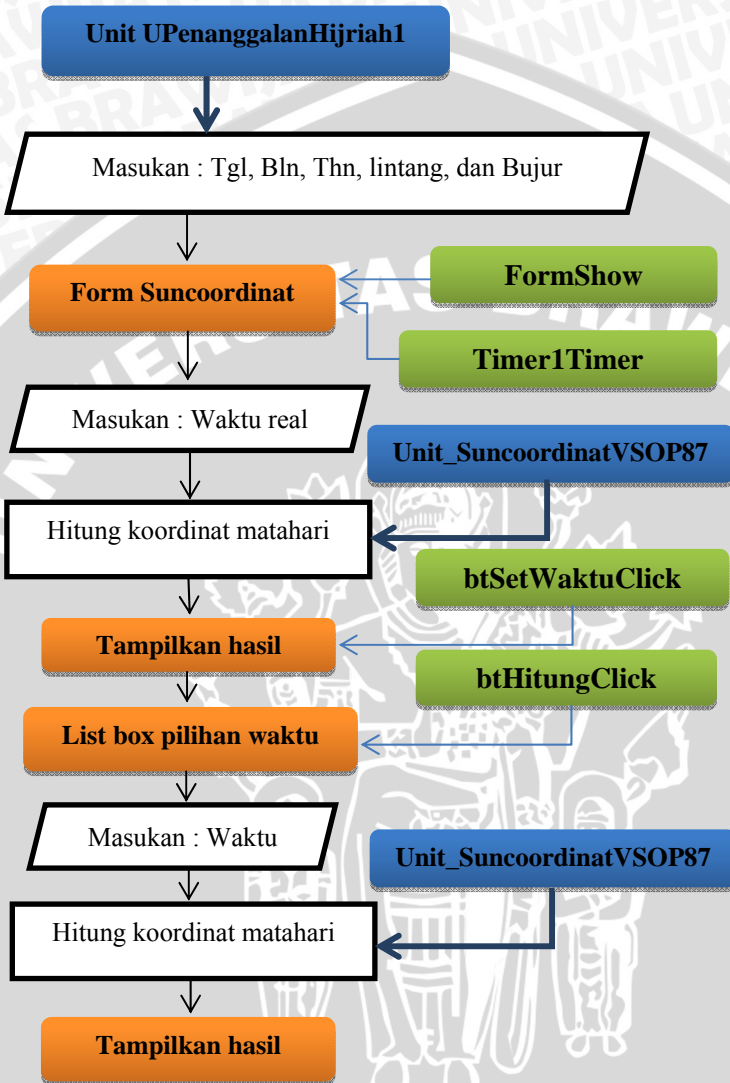 Unit UPenanggalanHijriah1
Masukan : Tgl, Bln, Thn, lintang, dan Bujur
Form Suncoordinat
FormShow
Timer1Timer
Masukan : Waktu real
Unit_SuncoordinatVSOP87
Hitung koordinat matahari
btSetWaktuClick
Tampilkan hasil
btHitungClick
List box pilihan waktu
Masukan : Waktu
Unit_SuncoordinatVSOP87
Hitung koordinat matahari
Tampilkan hasil